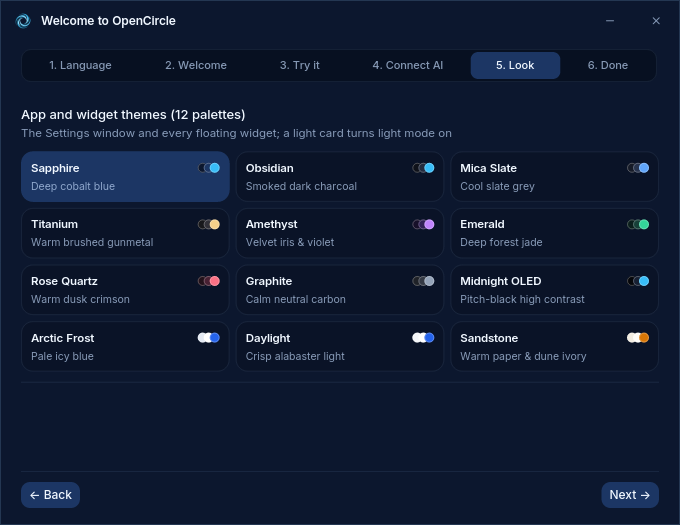 Welcome to OpenCircle
1. Language 2. Welcome 3. Try it 4. Connect AI 5. Look 6. Done
App and widget themes (12 palettes)
The Settings window and every floating widget; a light card turns light mode on
Sapphire Obsidian Mica Slate
Deep cobalt blue Smoked dark charcoal Cool slate grey
Titanium Amethyst Emerald
Warm brushed gunmetal Velvet iris & violet Deep forest jade
Rose Quartz Graphite Midnight OLED
Warm dusk crimson Calm neutral carbon Pitch-black high contrast
Arctic Frost Daylight Sandstone
Pale icy blue Crisp alabaster light Warm paper & dune ivory
← Back Next →